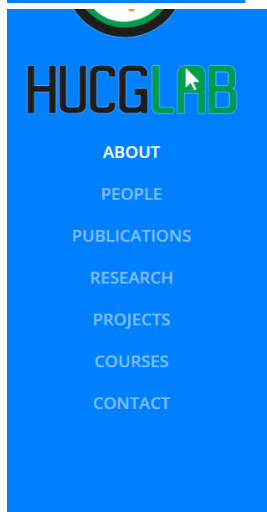 HUCGLAB
ABOUT
PEOPLE
PUBLICATIONS
RESEARCH
PROJECTS
COURSES
CONTACT